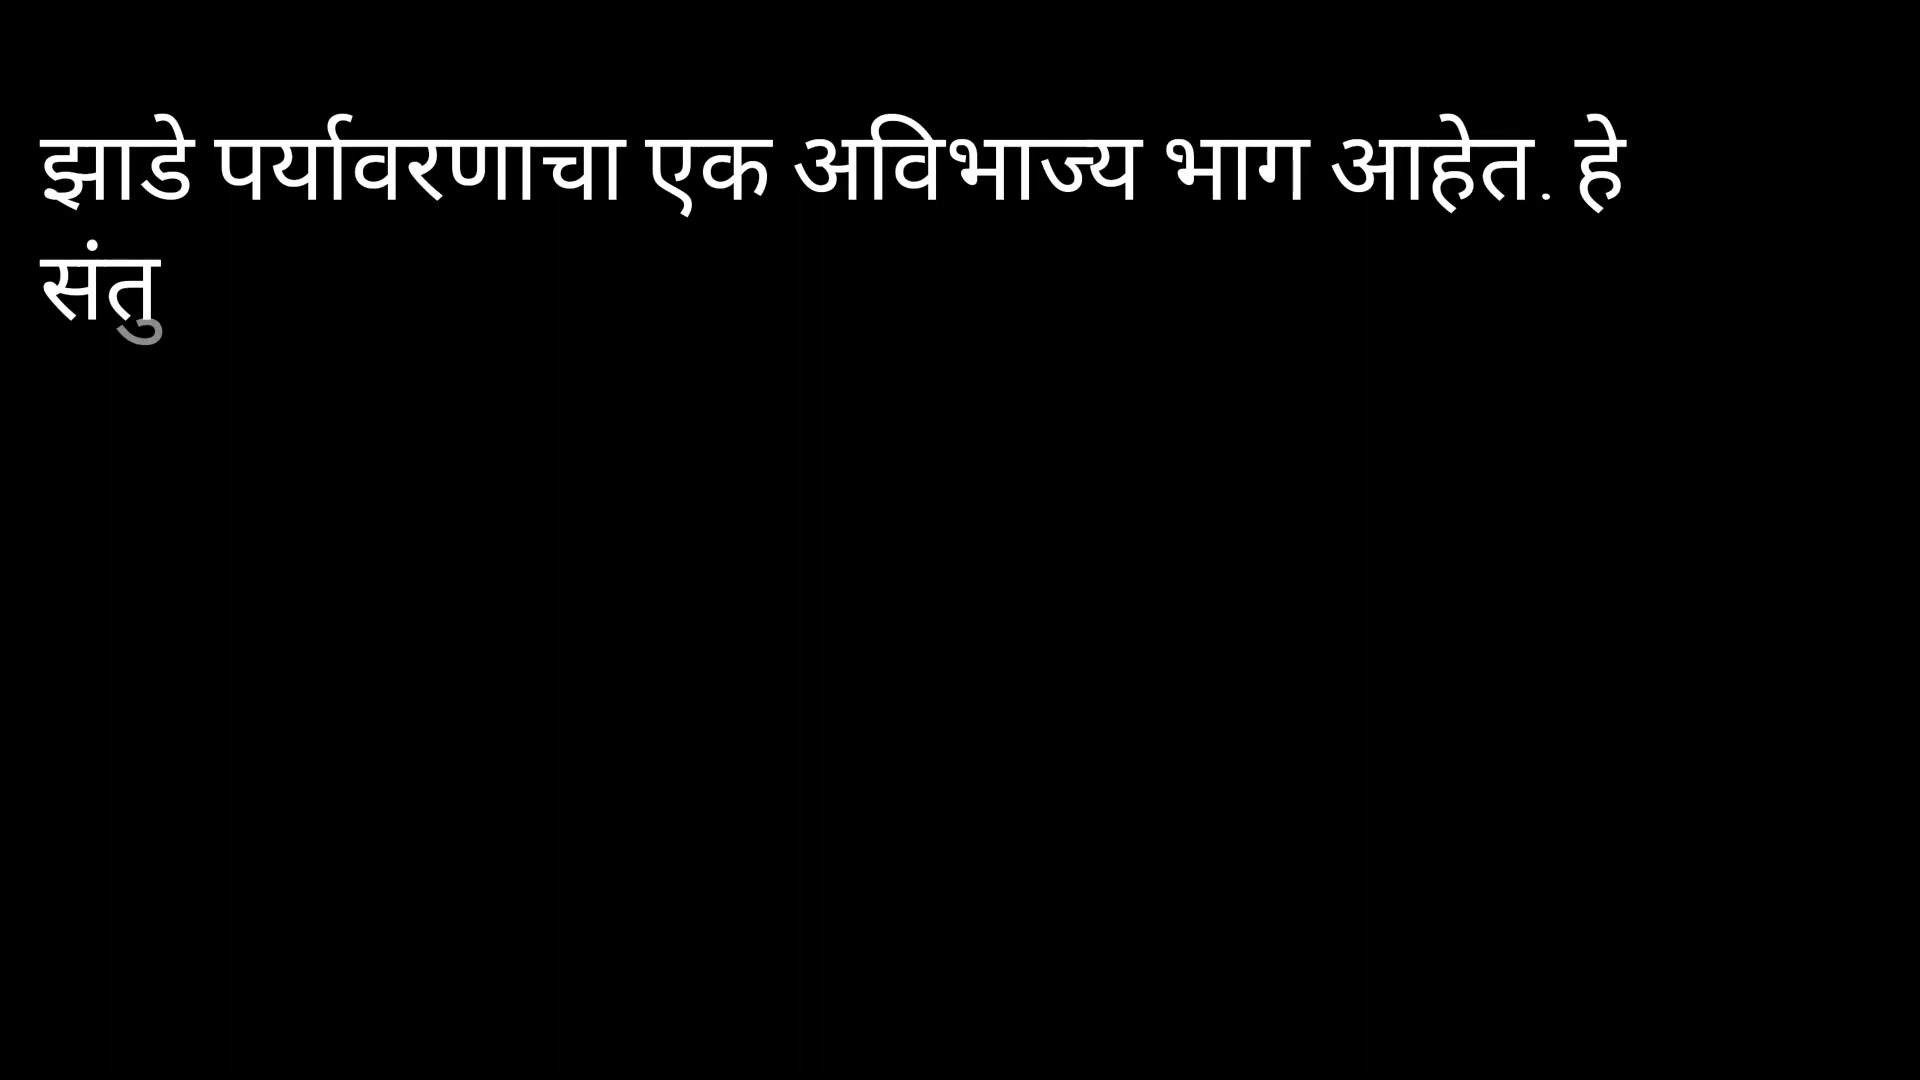 झाडे पर्यावरणाचा एक अविभाज्य भाग आहेत. हे
संतु